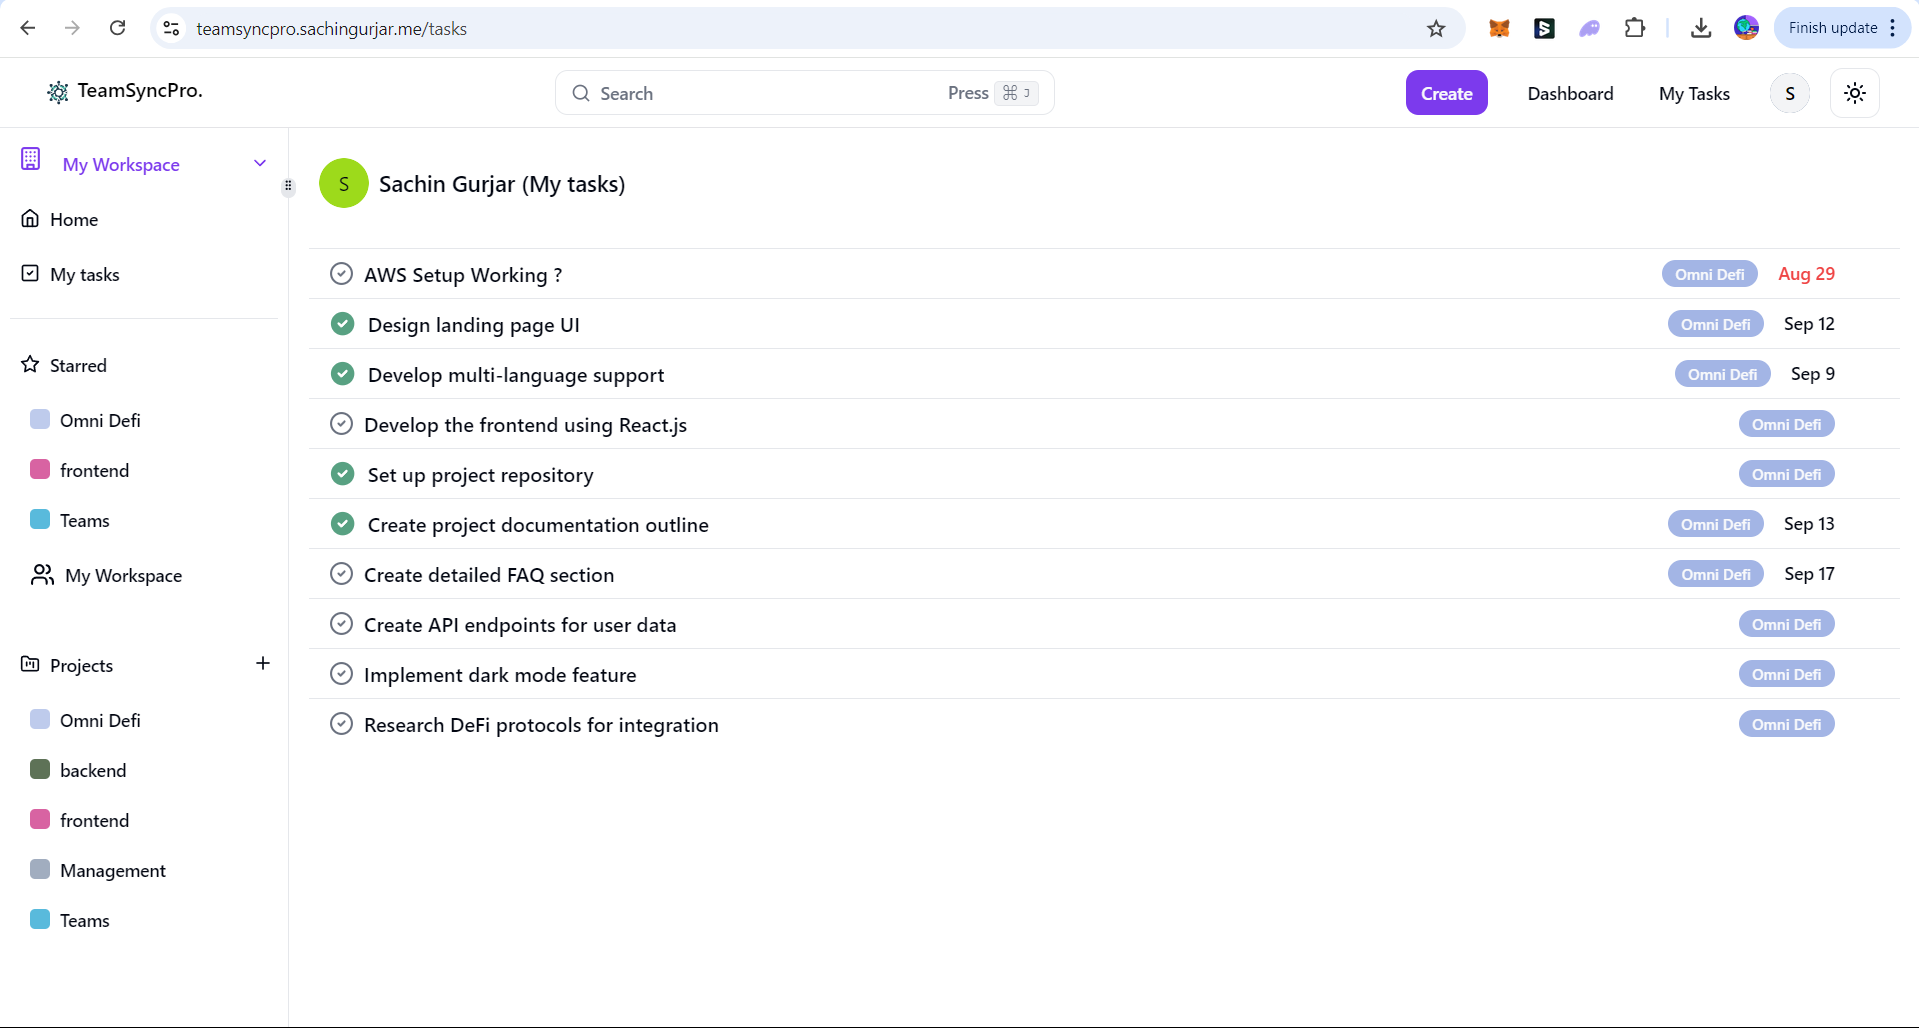 teamsyncpro.sachingurjar.me/tasks
Finish update
TeamSyncPro.
Search
Press ⌘ J
Create
Dashboard
My Tasks
S
My Workspace
Home
My tasks
Starred
Omni Defi
frontend
Teams
My Workspace
Projects
Omni Defi
backend
frontend
Management
Teams
S
Sachin Gurjar (My tasks)
AWS Setup Working ? Omni Defi Aug 29
Design landing page UI Omni Defi Sep 12
Develop multi-language support Omni Defi Sep 9
Develop the frontend using React.js Omni Defi
Set up project repository Omni Defi
Create project documentation outline Omni Defi Sep 13
Create detailed FAQ section Omni Defi Sep 17
Create API endpoints for user data Omni Defi
Implement dark mode feature Omni Defi
Research DeFi protocols for integration Omni Defi